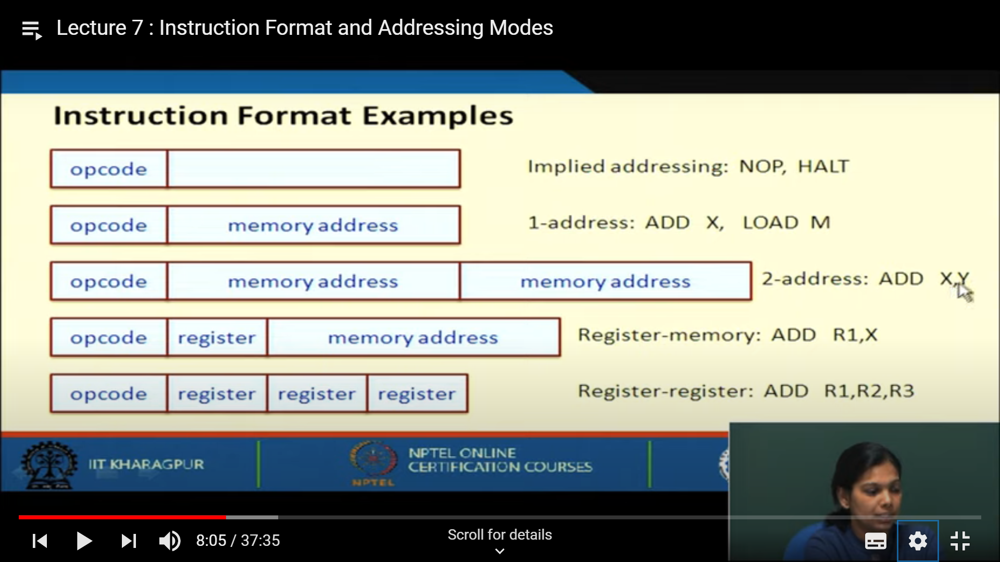 Lecture 7 : Instruction Format and Addressing Modes
Instruction Format Examples
opcode Implied addressing: NOP, HALT
opcode memory address 1-address: ADD X, LOAD M
opcode memory address memory address 2-address: ADD X,Y
opcode register memory address Register-memory: ADD R1,X
opcode register register register Register-register: ADD R1,R2,R3
IIT KHARAGPUR
NPTEL
NPTEL ONLINE
CERTIFICATION COURSES
8:05 / 37:35
Scroll for details